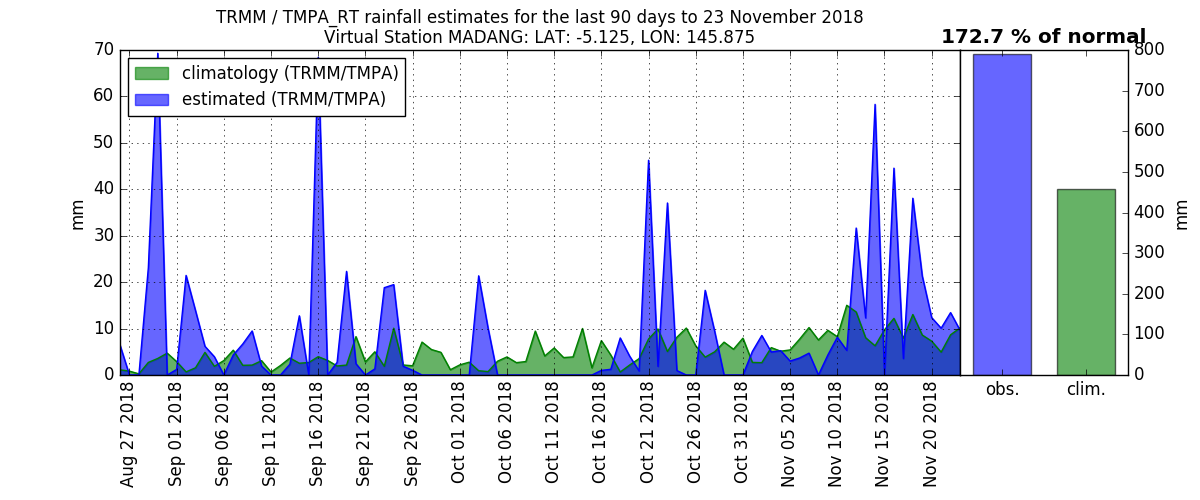 TRMM / TMPA_RT rainfall estimates for the last 90 days to 23 November 2018
Virtual Station MADANG: LAT: -5.125, LON: 145.875
172.7 % of normal
climatology (TRMM/TMPA)
estimated (TRMM/TMPA)
70
60
50
40
30
20
10
0
mm
Aug 27 2018
Sep 01 2018
Sep 06 2018
Sep 11 2018
Sep 16 2018
Sep 21 2018
Sep 26 2018
Oct 01 2018
Oct 06 2018
Oct 11 2018
Oct 16 2018
Oct 21 2018
Oct 26 2018
Oct 31 2018
Nov 05 2018
Nov 10 2018
Nov 15 2018
Nov 20 2018
obs.
clim.
800
700
600
500
400
300
200
100
0
mm